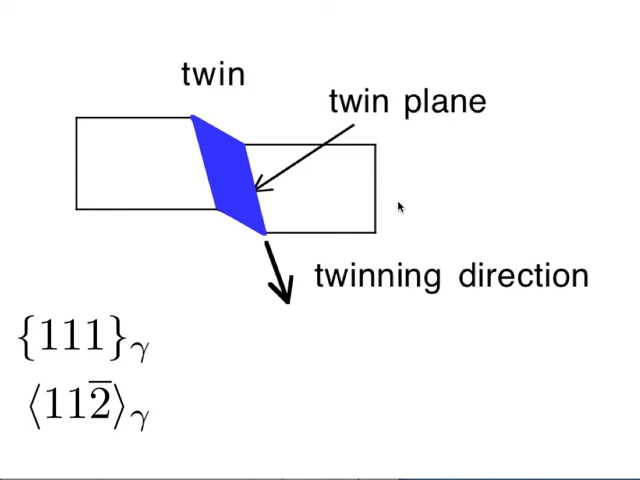 twin
twin plane
twinning direction
{111}γ
⟨112̅⟩γ